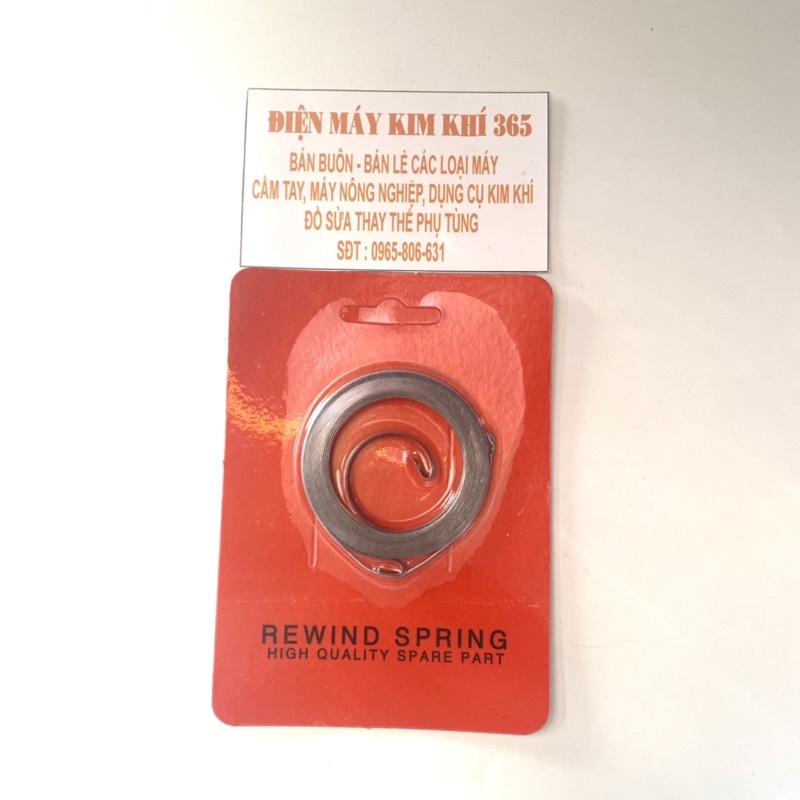 ĐIỆN MÁY KIM KHÍ 365
BÁN BUÔN - BÁN LẺ CÁC LOẠI MÁY
CẦM TAY, MÁY NÔNG NGHIỆP, DỤNG CỤ KIM KHÍ
ĐỒ SỬA THAY THẾ PHỤ TÙNG
SĐT : 0965-806-631
REWIND SPRING
HIGH QUALITY SPARE PART